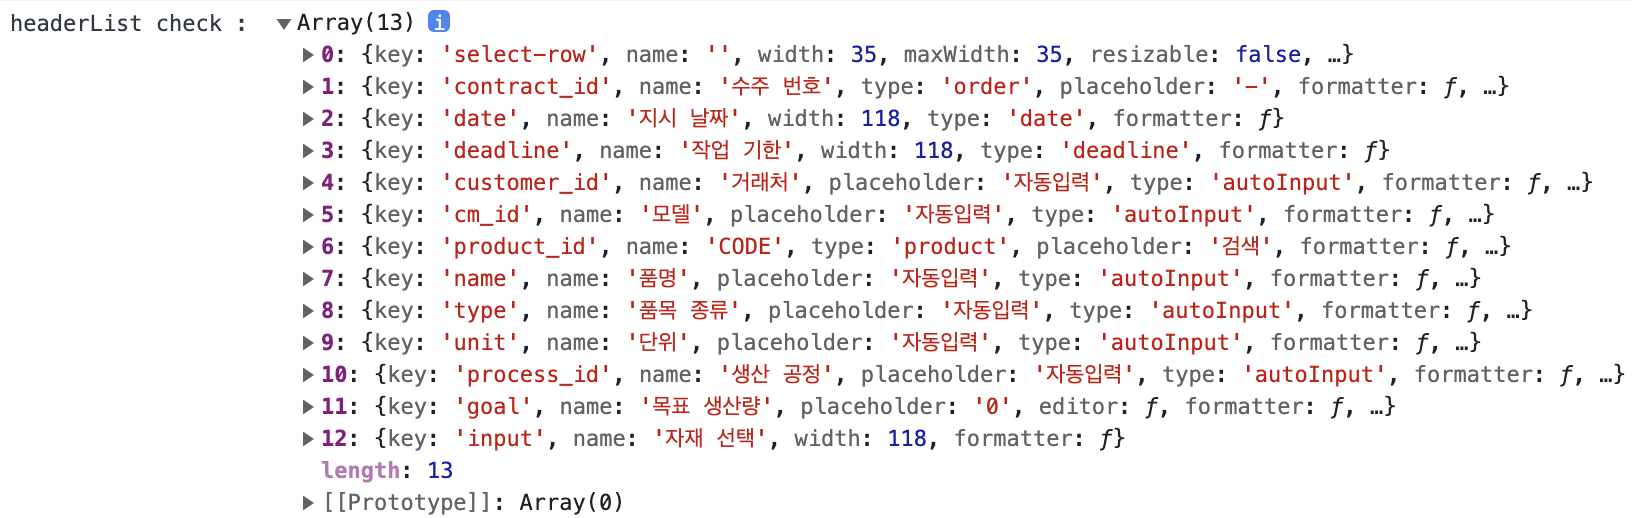 headerList check : ▼Array(13) i
▶0: {key: 'select-row', name: '', width: 35, maxWidth: 35, resizable: false, …}
▶1: {key: 'contract_id', name: '수주 번호', type: 'order', placeholder: '-', formatter: ƒ, …}
▶2: {key: 'date', name: '지시 날짜', width: 118, type: 'date', formatter: ƒ}
▶3: {key: 'deadline', name: '작업 기한', width: 118, type: 'deadline', formatter: ƒ}
▶4: {key: 'customer_id', name: '거래처', placeholder: '자동입력', type: 'autoInput', formatter: ƒ, …}
▶5: {key: 'cm_id', name: '모델', placeholder: '자동입력', type: 'autoInput', formatter: ƒ, …}
▶6: {key: 'product_id', name: 'CODE', type: 'product', placeholder: '검색', formatter: ƒ, …}
▶7: {key: 'name', name: '품명', placeholder: '자동입력', type: 'autoInput', formatter: ƒ, …}
▶8: {key: 'type', name: '품목 종류', placeholder: '자동입력', type: 'autoInput', formatter: ƒ, …}
▶9: {key: 'unit', name: '단위', placeholder: '자동입력', type: 'autoInput', formatter: ƒ, …}
▶10: {key: 'process_id', name: '생산 공정', placeholder: '자동입력', type: 'autoInput', formatter: ƒ, …}
▶11: {key: 'goal', name: '목표 생산량', placeholder: '0', editor: ƒ, formatter: ƒ, …}
▶12: {key: 'input', name: '자재 선택', width: 118, formatter: ƒ}
length: 13
▶[[Prototype]]: Array(0)